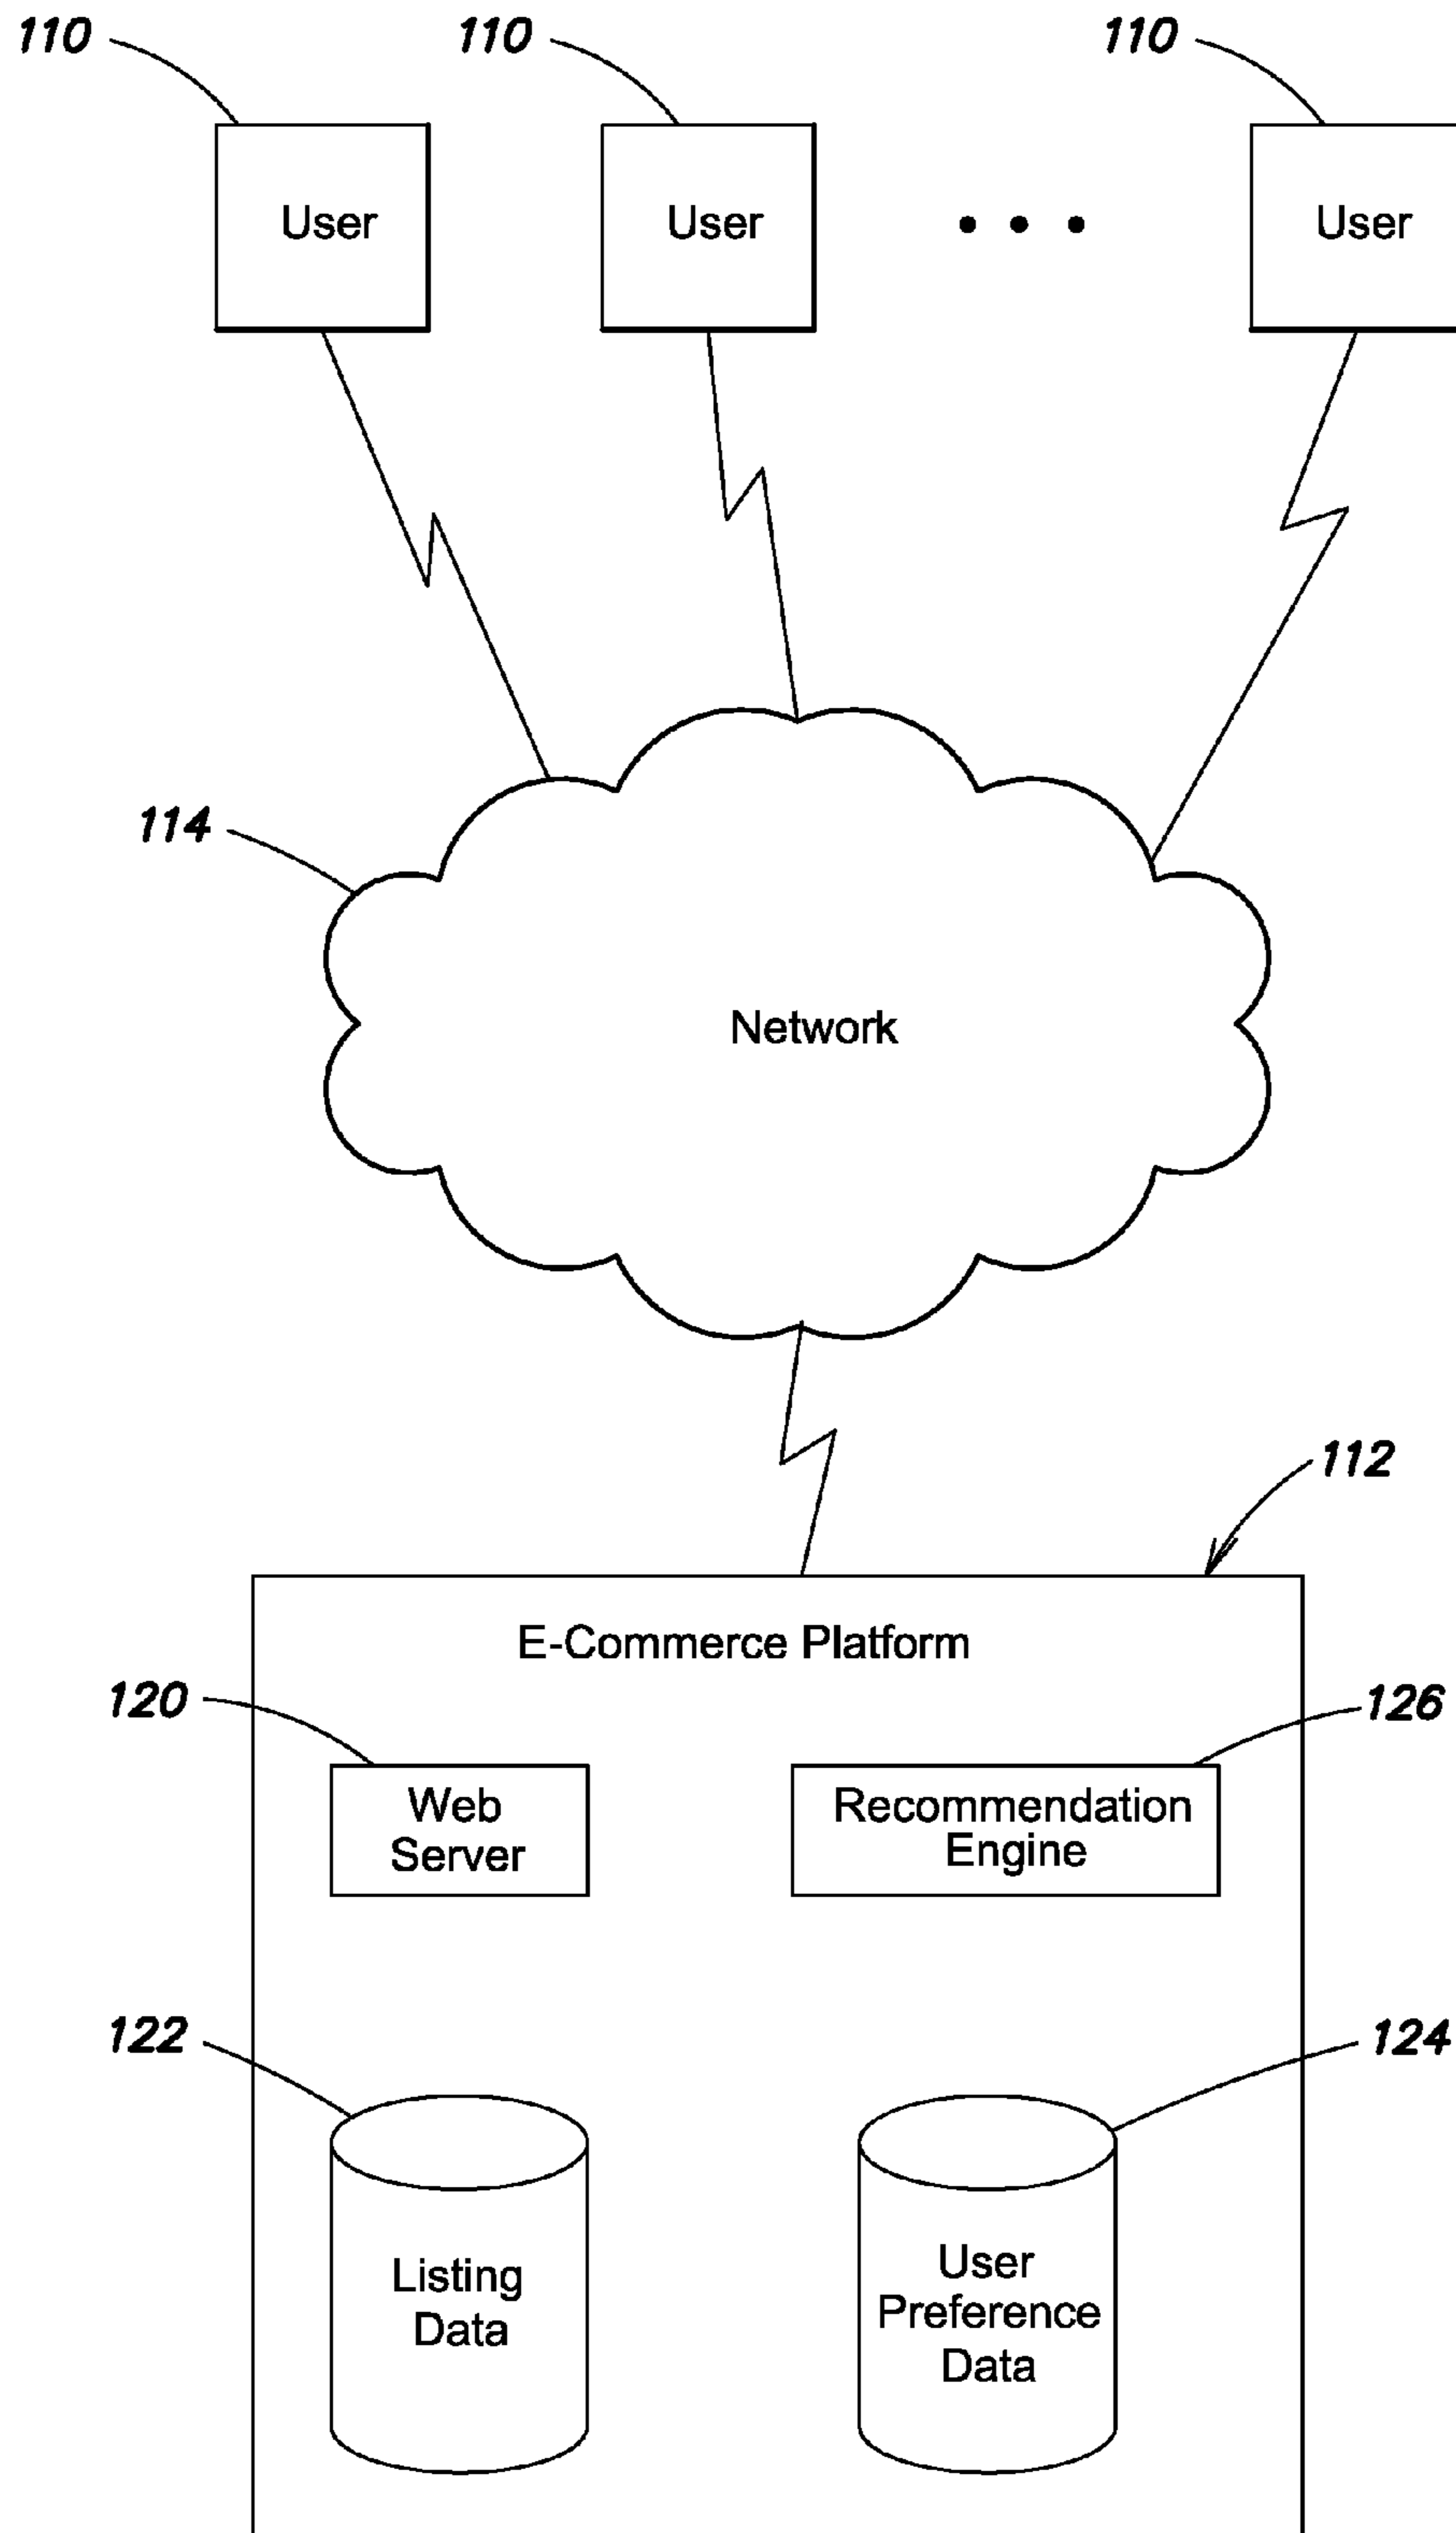 110 110 110
User User • • • User
114
Network
112
E-Commerce Platform
120 126
Web
Server
Recommendation
Engine
122 124
Listing
Data
User
Preference
Data